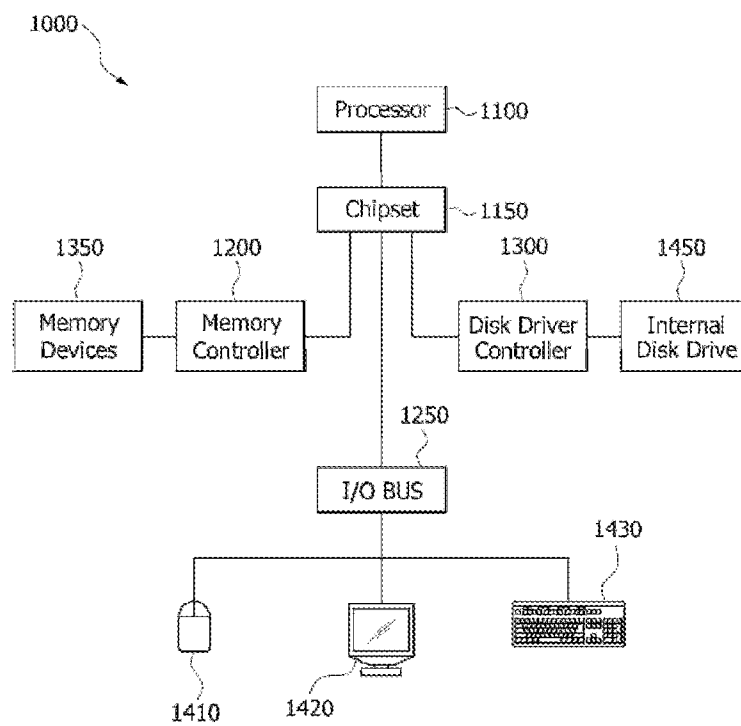 1000
Processor
1100
Chipset
1150
1350
1200
1300
1450
Memory
Devices
Memory
Controller
Disk Driver
Controller
Internal
Disk Drive
1250
I/O BUS
1430
1410
1420